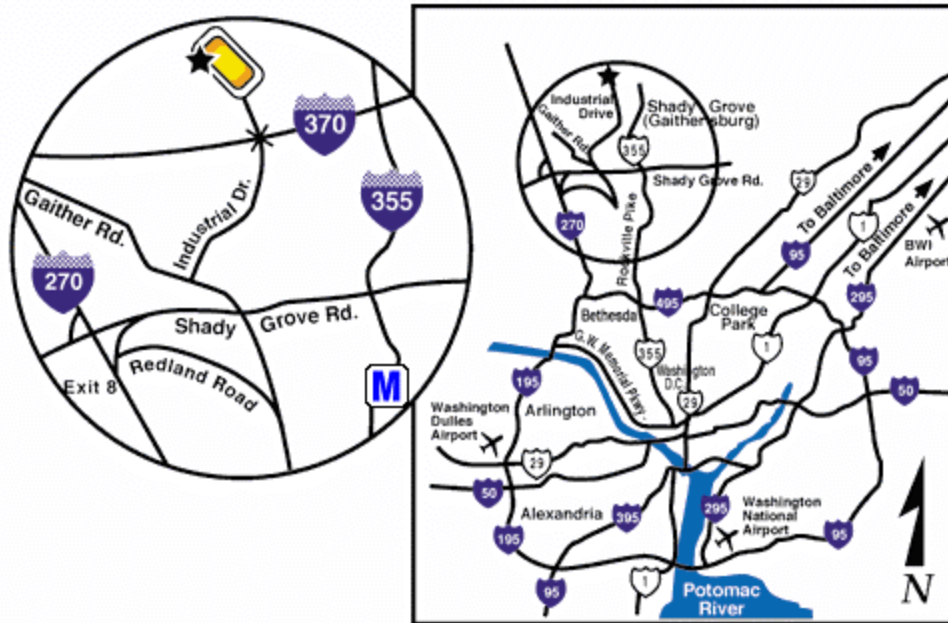 370
355
Gaither Rd.
Industrial Dr.
270
Shady Grove Rd.
Exit 8
Redland Road
M
Industrial
Drive
Gaither Rd.
Shady Grove
(Gaithersburg)
355
Shady Grove Rd.
270
Rockville Pike
29
To Baltimore
95
1
To Baltimore
BWI
Airport
295
495
Bethesda
College
Park
G.W. Memorial Pkwy.
355
Washington
D.C.
1
95
50
29
195
Arlington
Washington
Dulles
Airport
29
50
Alexandria
395
295
Washington
National
Airport
195
95
95
1
Potomac
River
N